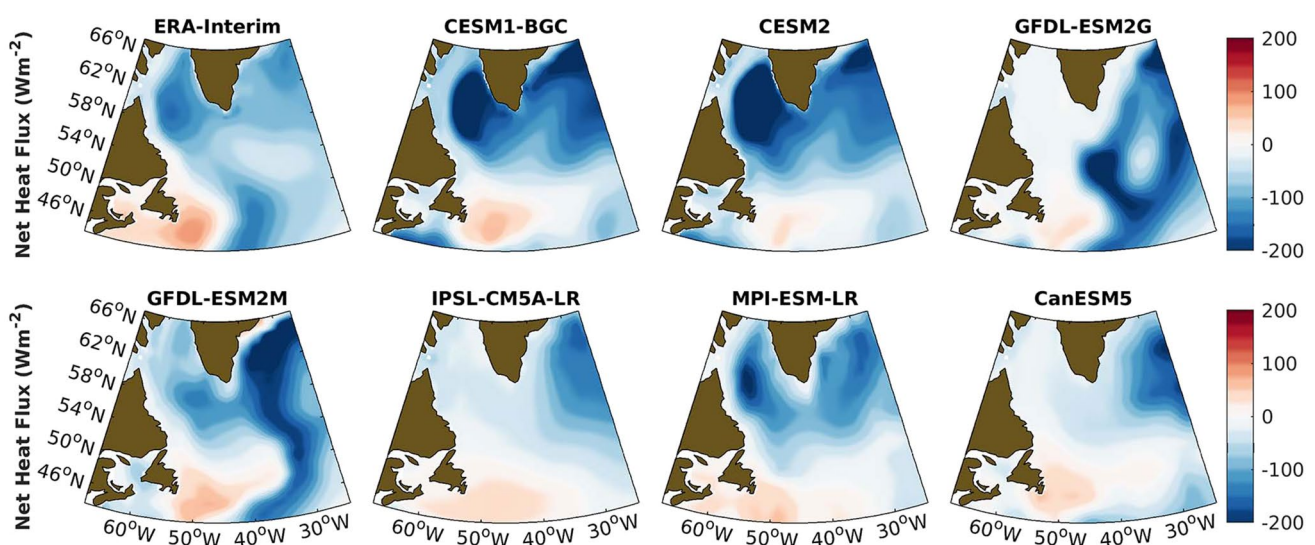 ERA-Interim CESM1-BGC CESM2 GFDL-ESM2G
Net Heat Flux (Wm⁻²)
66°N
62°N
58°N
54°N
50°N
46°N
200
100
0
-100
-200
GFDL-ESM2M IPSL-CM5A-LR MPI-ESM-LR CanESM5
Net Heat Flux (Wm⁻²)
66°N
62°N
58°N
54°N
50°N
46°N
60°W 50°W 40°W 30°W 60°W 50°W 40°W 30°W 60°W 50°W 40°W 30°W 60°W 50°W 40°W 30°W
200
100
0
-100
-200